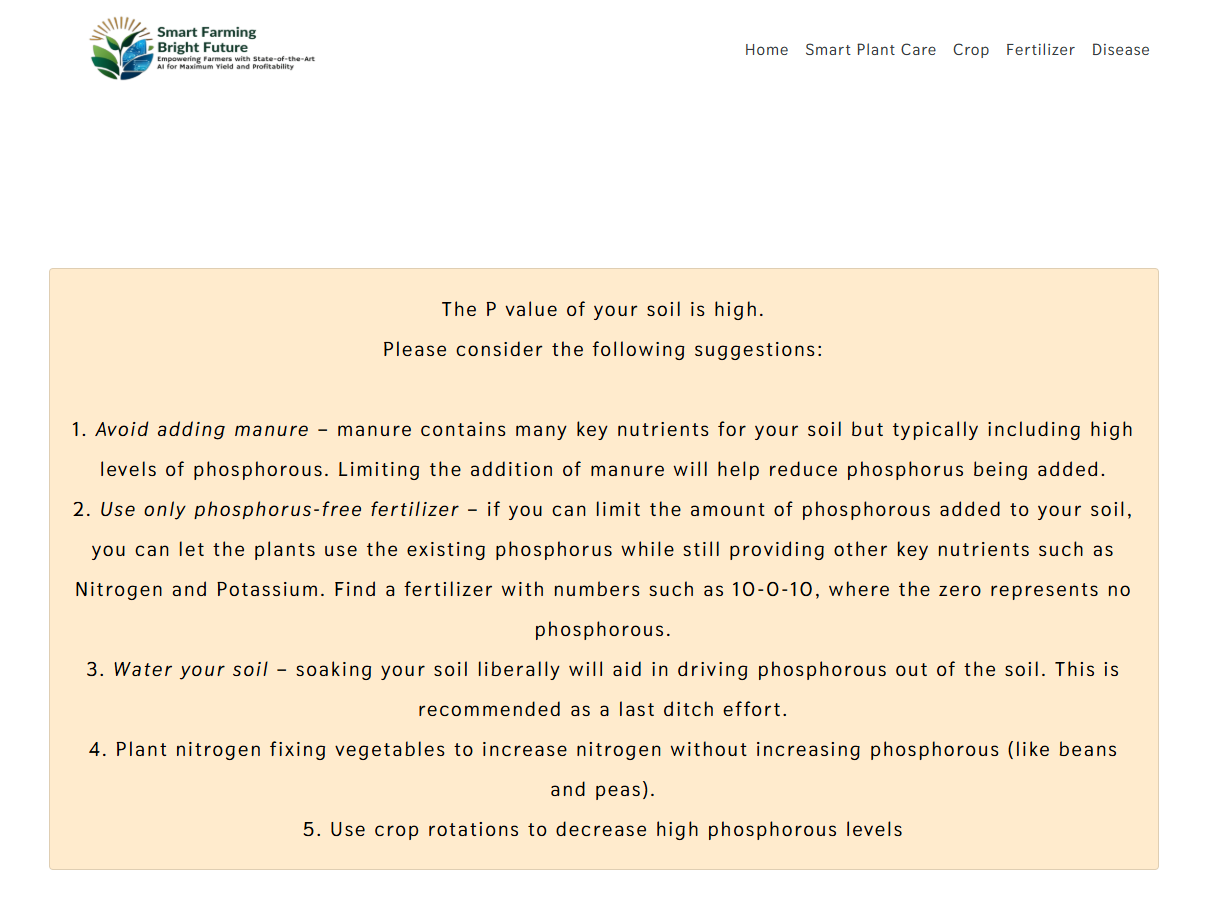 Smart Farming
Bright Future
Empowering Farmers with State-of-the-Art
AI for Maximum Yield and Profitability
Home Smart Plant Care Crop Fertilizer Disease
The P value of your soil is high.
Please consider the following suggestions:
1. Avoid adding manure – manure contains many key nutrients for your soil but typically including high
levels of phosphorous. Limiting the addition of manure will help reduce phosphorus being added.
2. Use only phosphorus-free fertilizer – if you can limit the amount of phosphorous added to your soil,
you can let the plants use the existing phosphorus while still providing other key nutrients such as
Nitrogen and Potassium. Find a fertilizer with numbers such as 10-0-10, where the zero represents no
phosphorous.
3. Water your soil – soaking your soil liberally will aid in driving phosphorous out of the soil. This is
recommended as a last ditch effort.
4. Plant nitrogen fixing vegetables to increase nitrogen without increasing phosphorous (like beans
and peas).
5. Use crop rotations to decrease high phosphorous levels